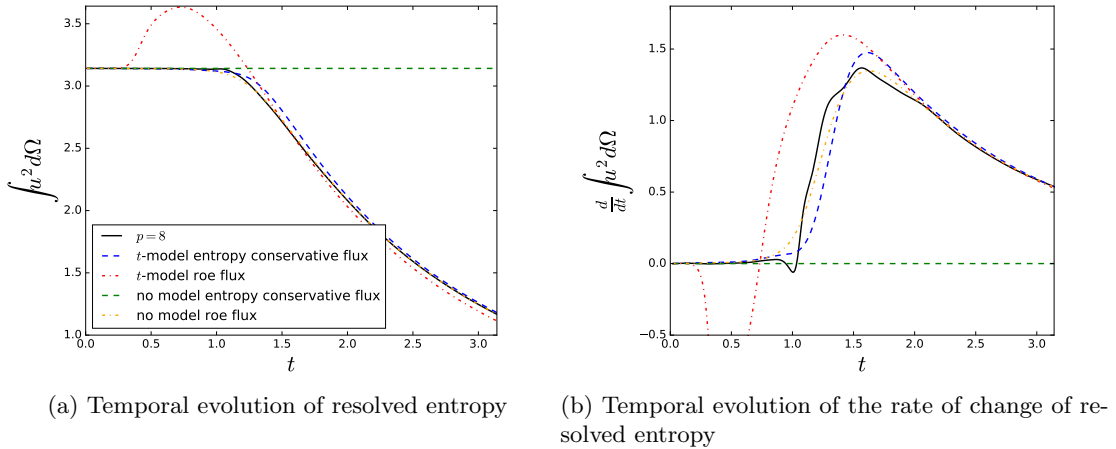 3.5
3.0
2.5
2.0
1.5
1.0
0.0 0.5 1.0 1.5 2.0 2.5 3.0
t
∫u²dΩ
p = 8
t-model entropy conservative flux
t-model roe flux
no model entropy conservative flux
no model roe flux
(a) Temporal evolution of resolved entropy
1.5
1.0
0.5
0.0
−0.5
0.0 0.5 1.0 1.5 2.0 2.5 3.0
t
d/dt ∫u²dΩ
(b) Temporal evolution of the rate of change of re-
solved entropy